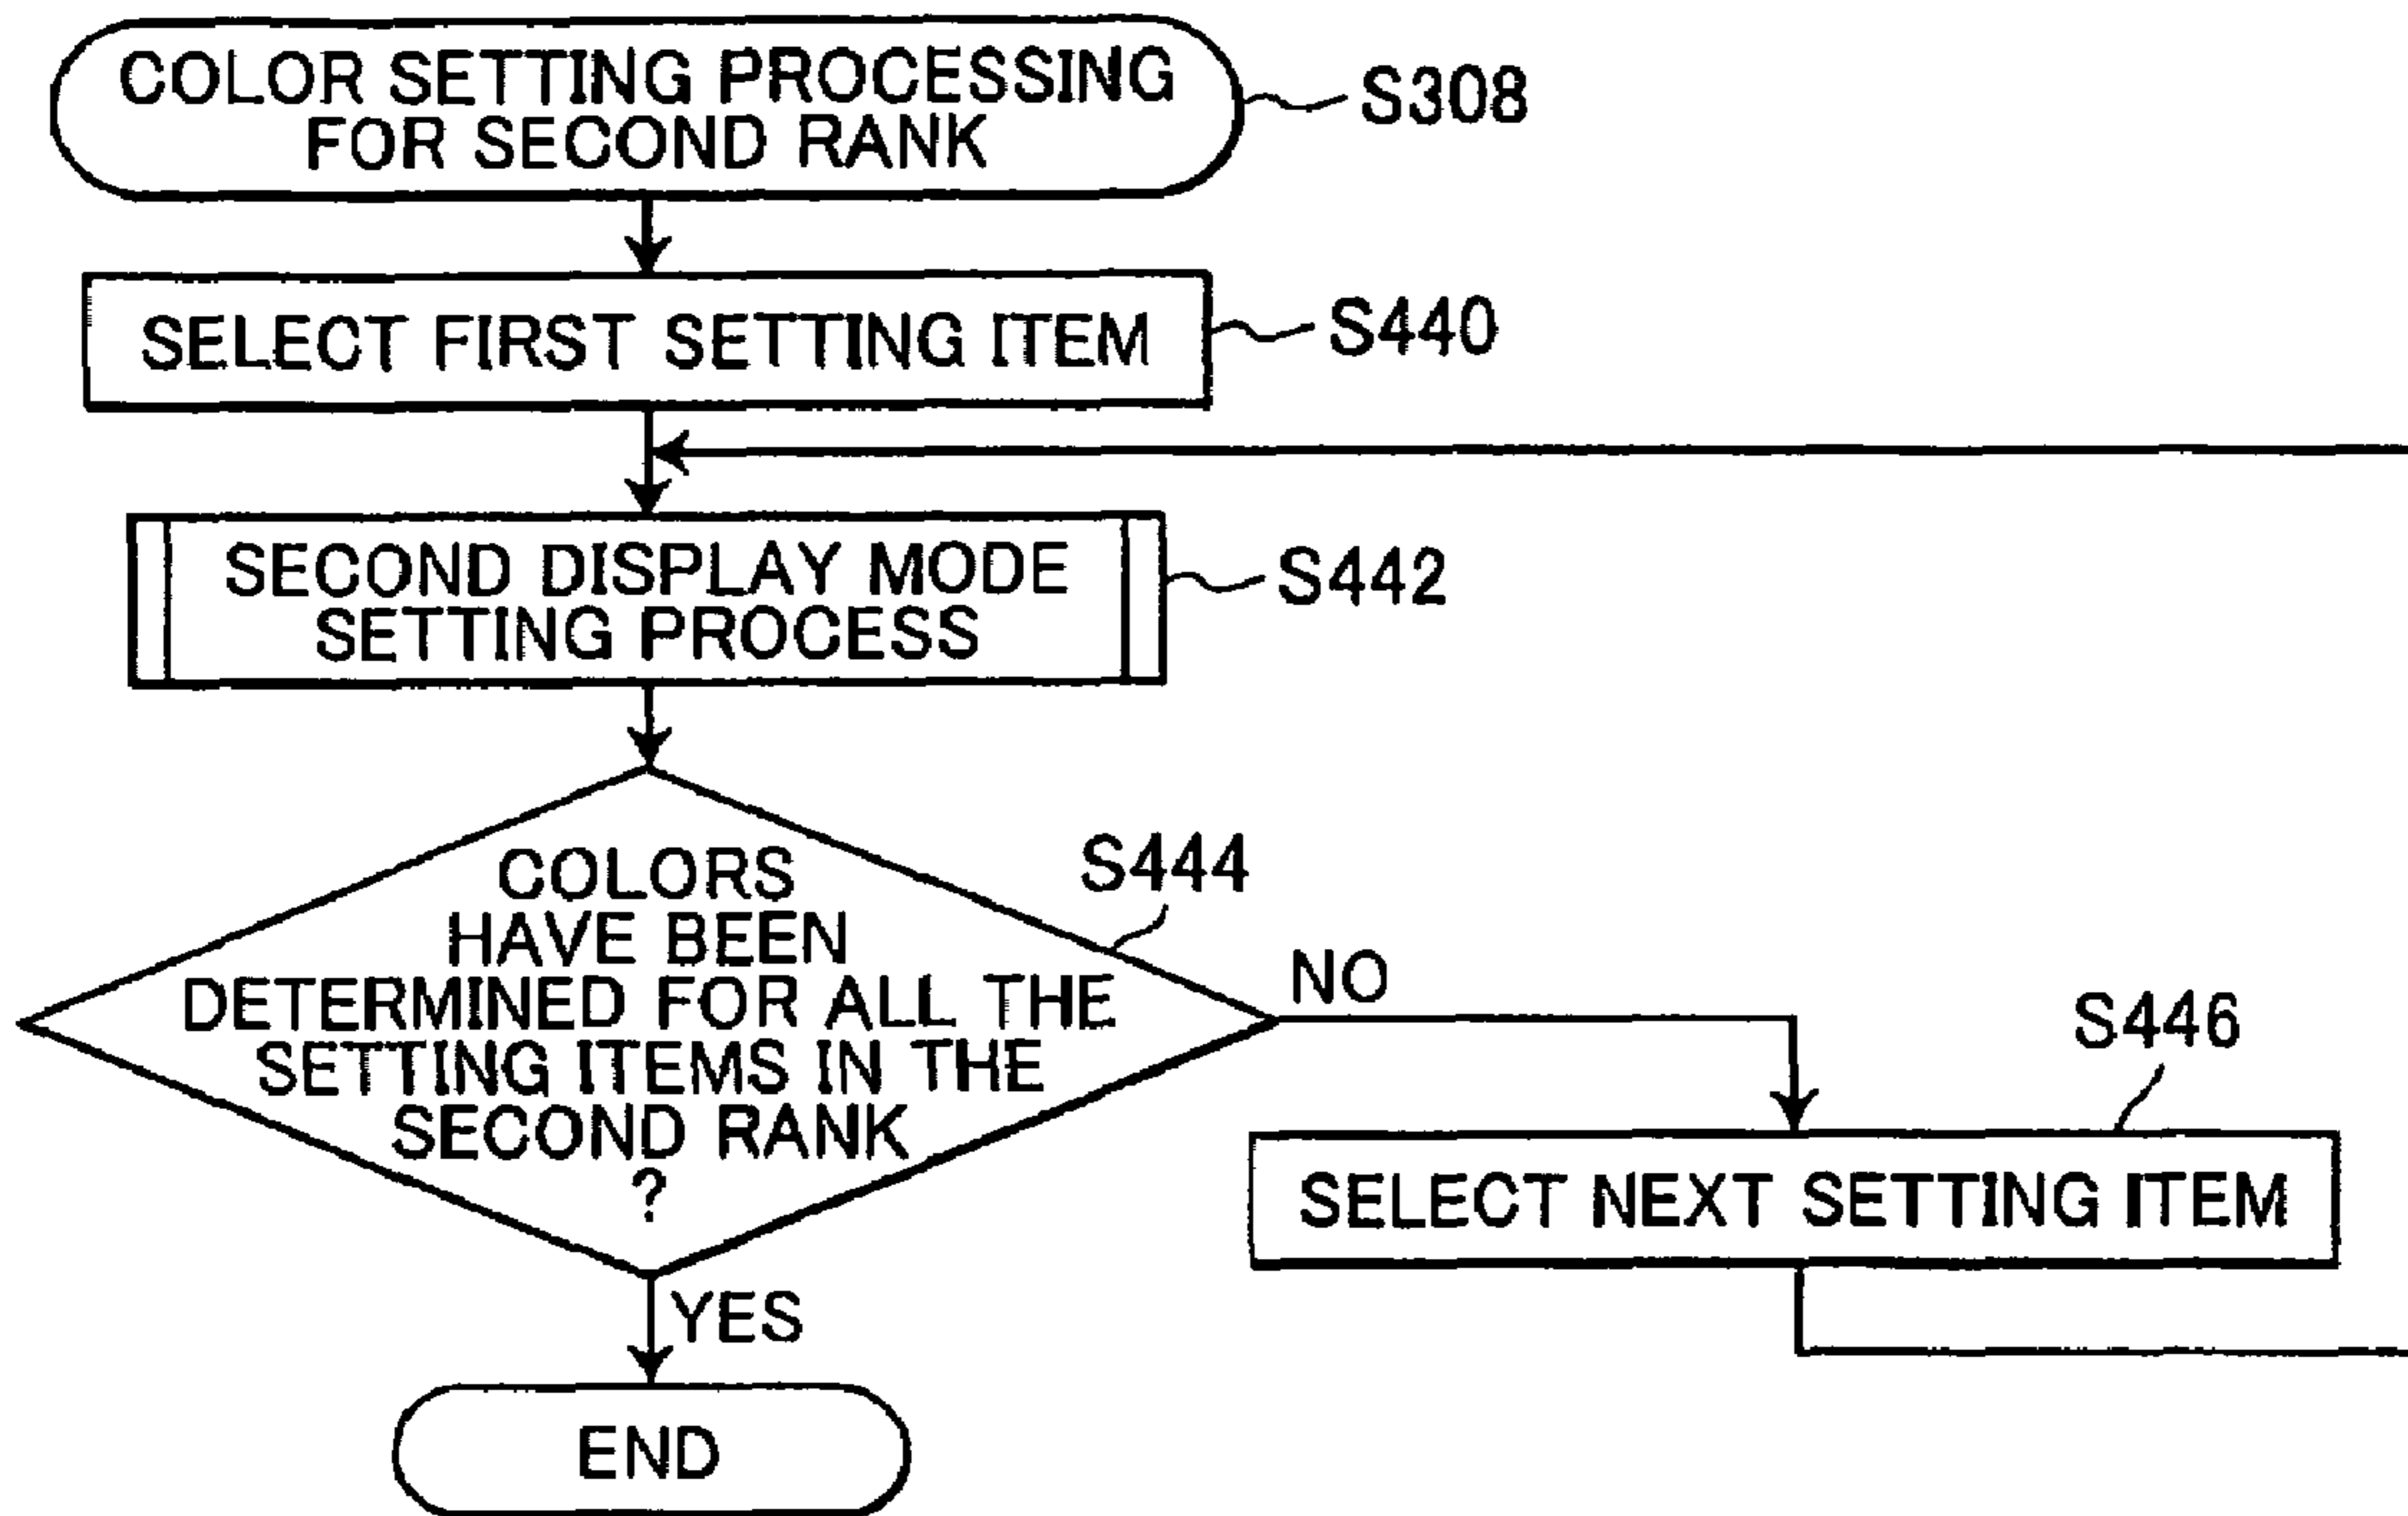 COLOR SETTING PROCESSING
FOR SECOND RANK
S308
SELECT FIRST SETTING ITEM
S440
SECOND DISPLAY MODE
SETTING PROCESS
S442
COLORS
HAVE BEEN
DETERMINED FOR ALL THE
SETTING ITEMS IN THE
SECOND RANK
?
S444
NO
S446
SELECT NEXT SETTING ITEM
YES
END